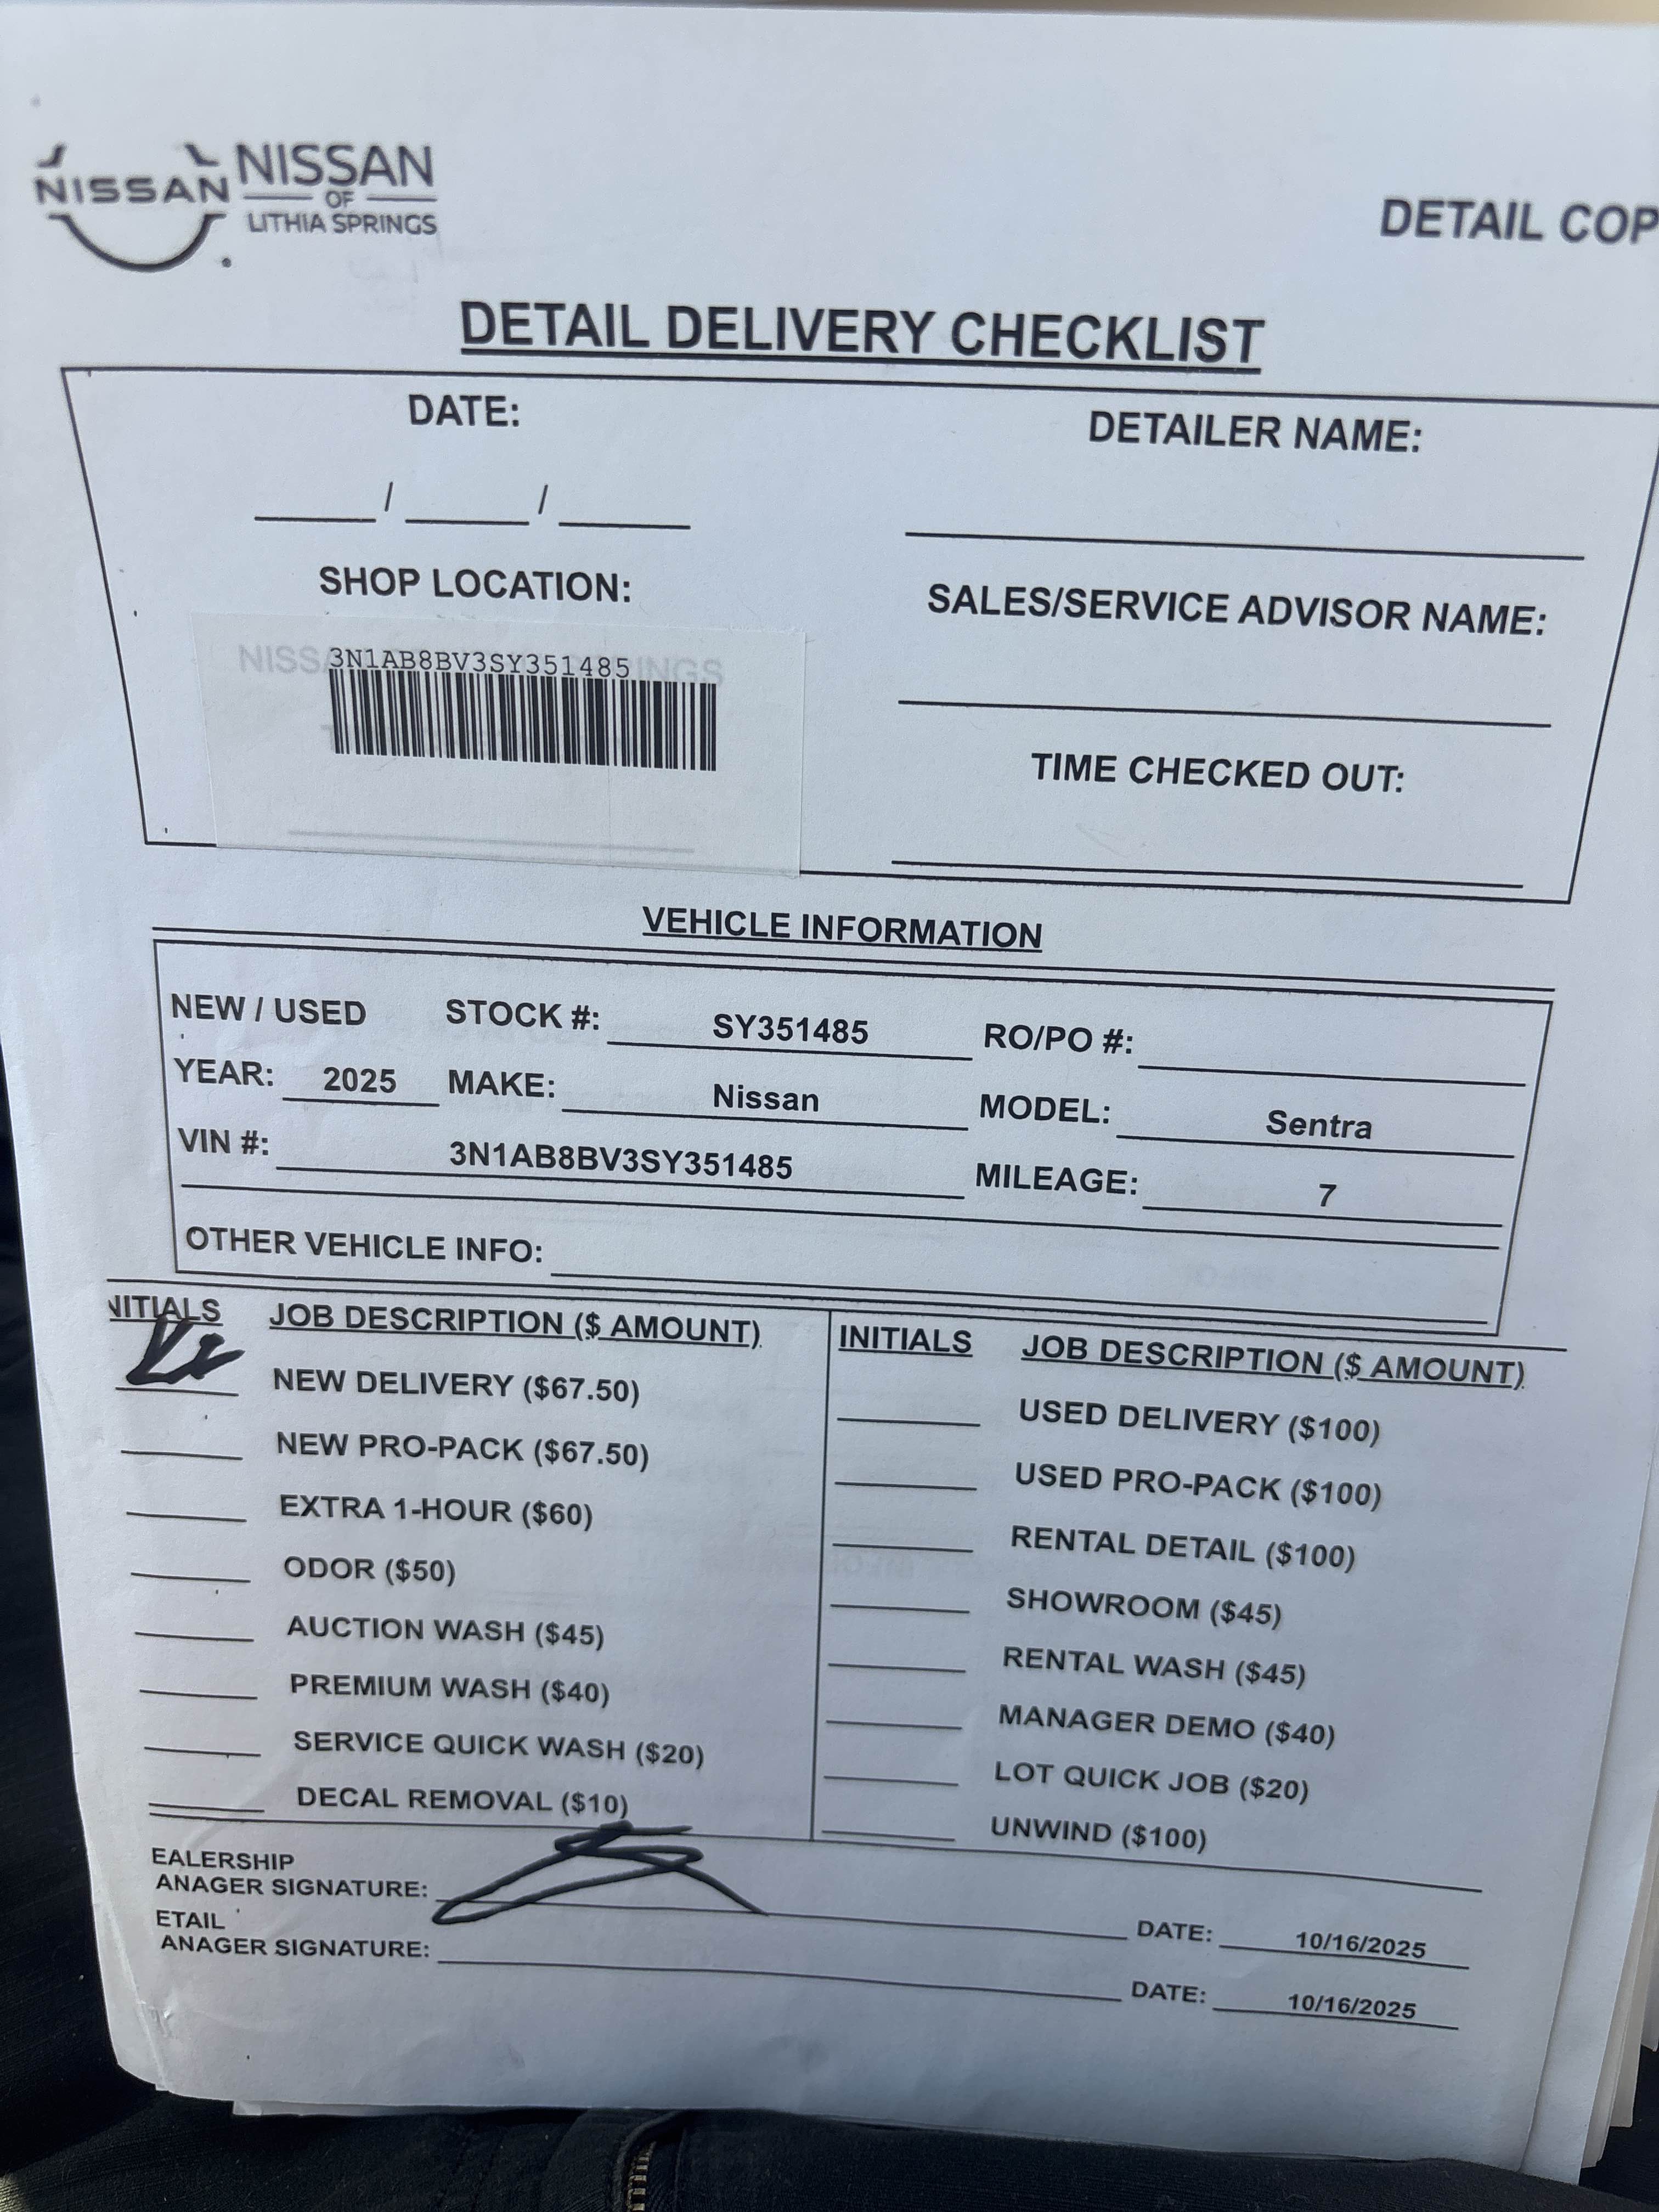 NISSAN
NISSAN
OF
LITHIA SPRINGS
DETAIL COP
DETAIL DELIVERY CHECKLIST
DATE:
DETAILER NAME:
/ /
SHOP LOCATION:
SALES/SERVICE ADVISOR NAME:
NISSA INGS
3N1AB8BV3SY351485
TIME CHECKED OUT:
VEHICLE INFORMATION
NEW / USED STOCK #: SY351485 RO/PO #:
YEAR: 2025 MAKE: Nissan MODEL: Sentra
VIN #: 3N1AB8BV3SY351485 MILEAGE: 7
OTHER VEHICLE INFO:
NITIALS JOB DESCRIPTION ($ AMOUNT)
NEW DELIVERY ($67.50)
NEW PRO-PACK ($67.50)
EXTRA 1-HOUR ($60)
ODOR ($50)
AUCTION WASH ($45)
PREMIUM WASH ($40)
SERVICE QUICK WASH ($20)
DECAL REMOVAL ($10)
INITIALS JOB DESCRIPTION ($ AMOUNT)
USED DELIVERY ($100)
USED PRO-PACK ($100)
RENTAL DETAIL ($100)
SHOWROOM ($45)
RENTAL WASH ($45)
MANAGER DEMO ($40)
LOT QUICK JOB ($20)
UNWIND ($100)
EALERSHIP
ANAGER SIGNATURE: DATE: 10/16/2025
ETAIL
ANAGER SIGNATURE: DATE: 10/16/2025